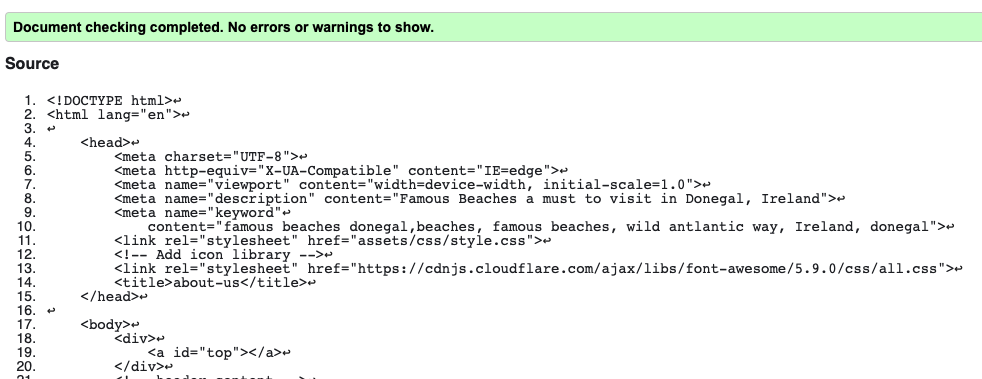 Document checking completed. No errors or warnings to show.
Source
1. <!DOCTYPE html>↩
2. <html lang="en">↩
3. ↩
4. <head>↩
5. <meta charset="UTF-8">↩
6. <meta http-equiv="X-UA-Compatible" content="IE=edge">↩
7. <meta name="viewport" content="width=device-width, initial-scale=1.0">↩
8. <meta name="description" content="Famous Beaches a must to visit in Donegal, Ireland">↩
9. <meta name="keyword"↩
10. content="famous beaches donegal,beaches, famous beaches, wild antlantic way, Ireland, donegal">↩
11. <link rel="stylesheet" href="assets/css/style.css">↩
12. <!-- Add icon library -->↩
13. <link rel="stylesheet" href="https://cdnjs.cloudflare.com/ajax/libs/font-awesome/5.9.0/css/all.css">↩
14. <title>about-us</title>↩
15. </head>↩
16. ↩
17. <body>↩
18. <div>↩
19. <a id="top"></a>↩
20. </div>↩